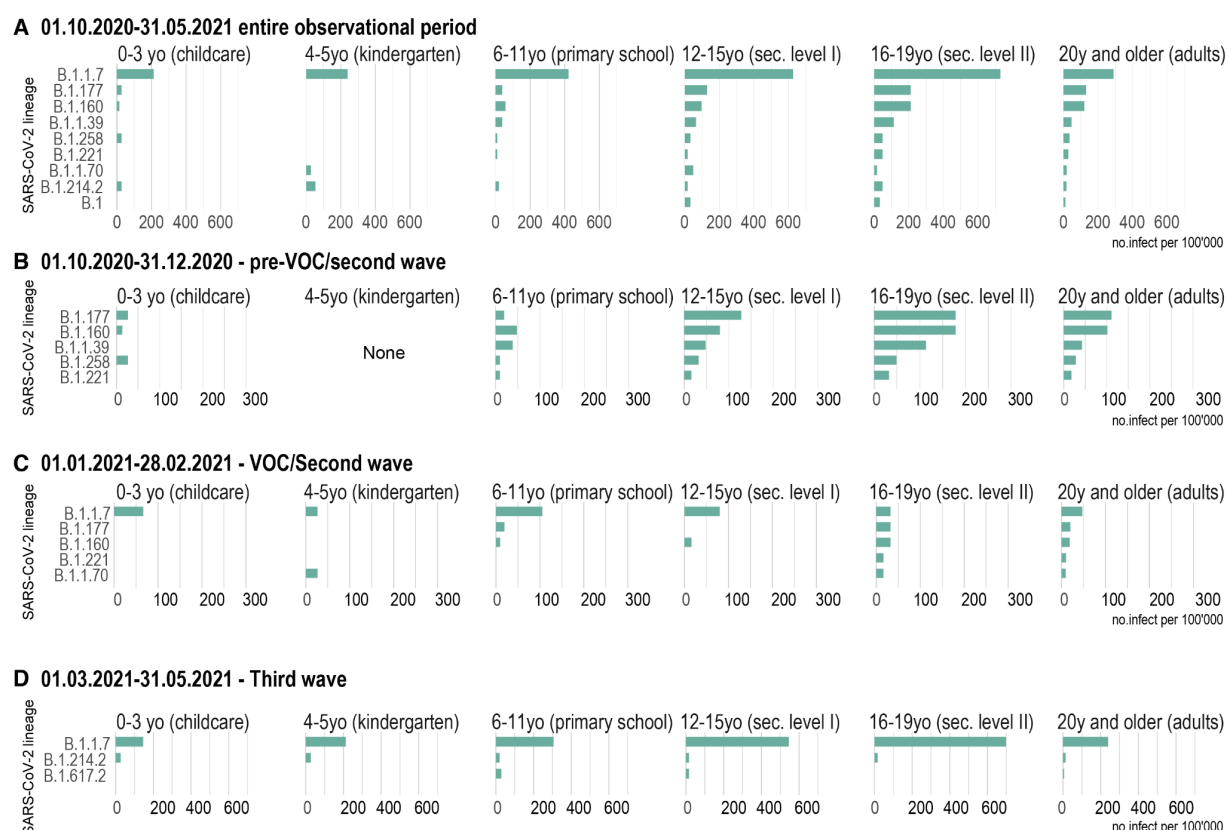 A 01.10.2020-31.05.2021 entire observational period
0-3 yo (childcare) 4-5yo (kindergarten) 6-11yo (primary school) 12-15yo (sec. level I) 16-19yo (sec. level II) 20y and older (adults)
SARS-CoV-2 lineage
B.1.1.7
B.1.177
B.1.160
B.1.1.39
B.1.258
B.1.221
B.1.1.70
B.1.214.2
B.1
0 200 400 600 0 200 400 600 0 200 400 600 0 200 400 600 0 200 400 600 0 200 400 600
no.infect per 100'000
B 01.10.2020-31.12.2020 - pre-VOC/second wave
0-3 yo (childcare) 4-5yo (kindergarten) 6-11yo (primary school) 12-15yo (sec. level I) 16-19yo (sec. level II) 20y and older (adults)
SARS-CoV-2 lineage
B.1.177
B.1.160
B.1.1.39
B.1.258
B.1.221
None
0 100 200 300 0 100 200 300 0 100 200 300 0 100 200 300 0 100 200 300
no.infect per 100'000
C 01.01.2021-28.02.2021 - VOC/Second wave
0-3 yo (childcare) 4-5yo (kindergarten) 6-11yo (primary school) 12-15yo (sec. level I) 16-19yo (sec. level II) 20y and older (adults)
SARS-CoV-2 lineage
B.1.1.7
B.1.177
B.1.160
B.1.221
B.1.1.70
0 100 200 300 0 100 200 300 0 100 200 300 0 100 200 300 0 100 200 300 0 100 200 300
no.infect per 100'000
D 01.03.2021-31.05.2021 - Third wave
0-3 yo (childcare) 4-5yo (kindergarten) 6-11yo (primary school) 12-15yo (sec. level I) 16-19yo (sec. level II) 20y and older (adults)
SARS-CoV-2 lineage
B.1.1.7
B.1.214.2
B.1.617.2
0 200 400 600 0 200 400 600 0 200 400 600 0 200 400 600 0 200 400 600 0 200 400 600
no.infect per 100'000